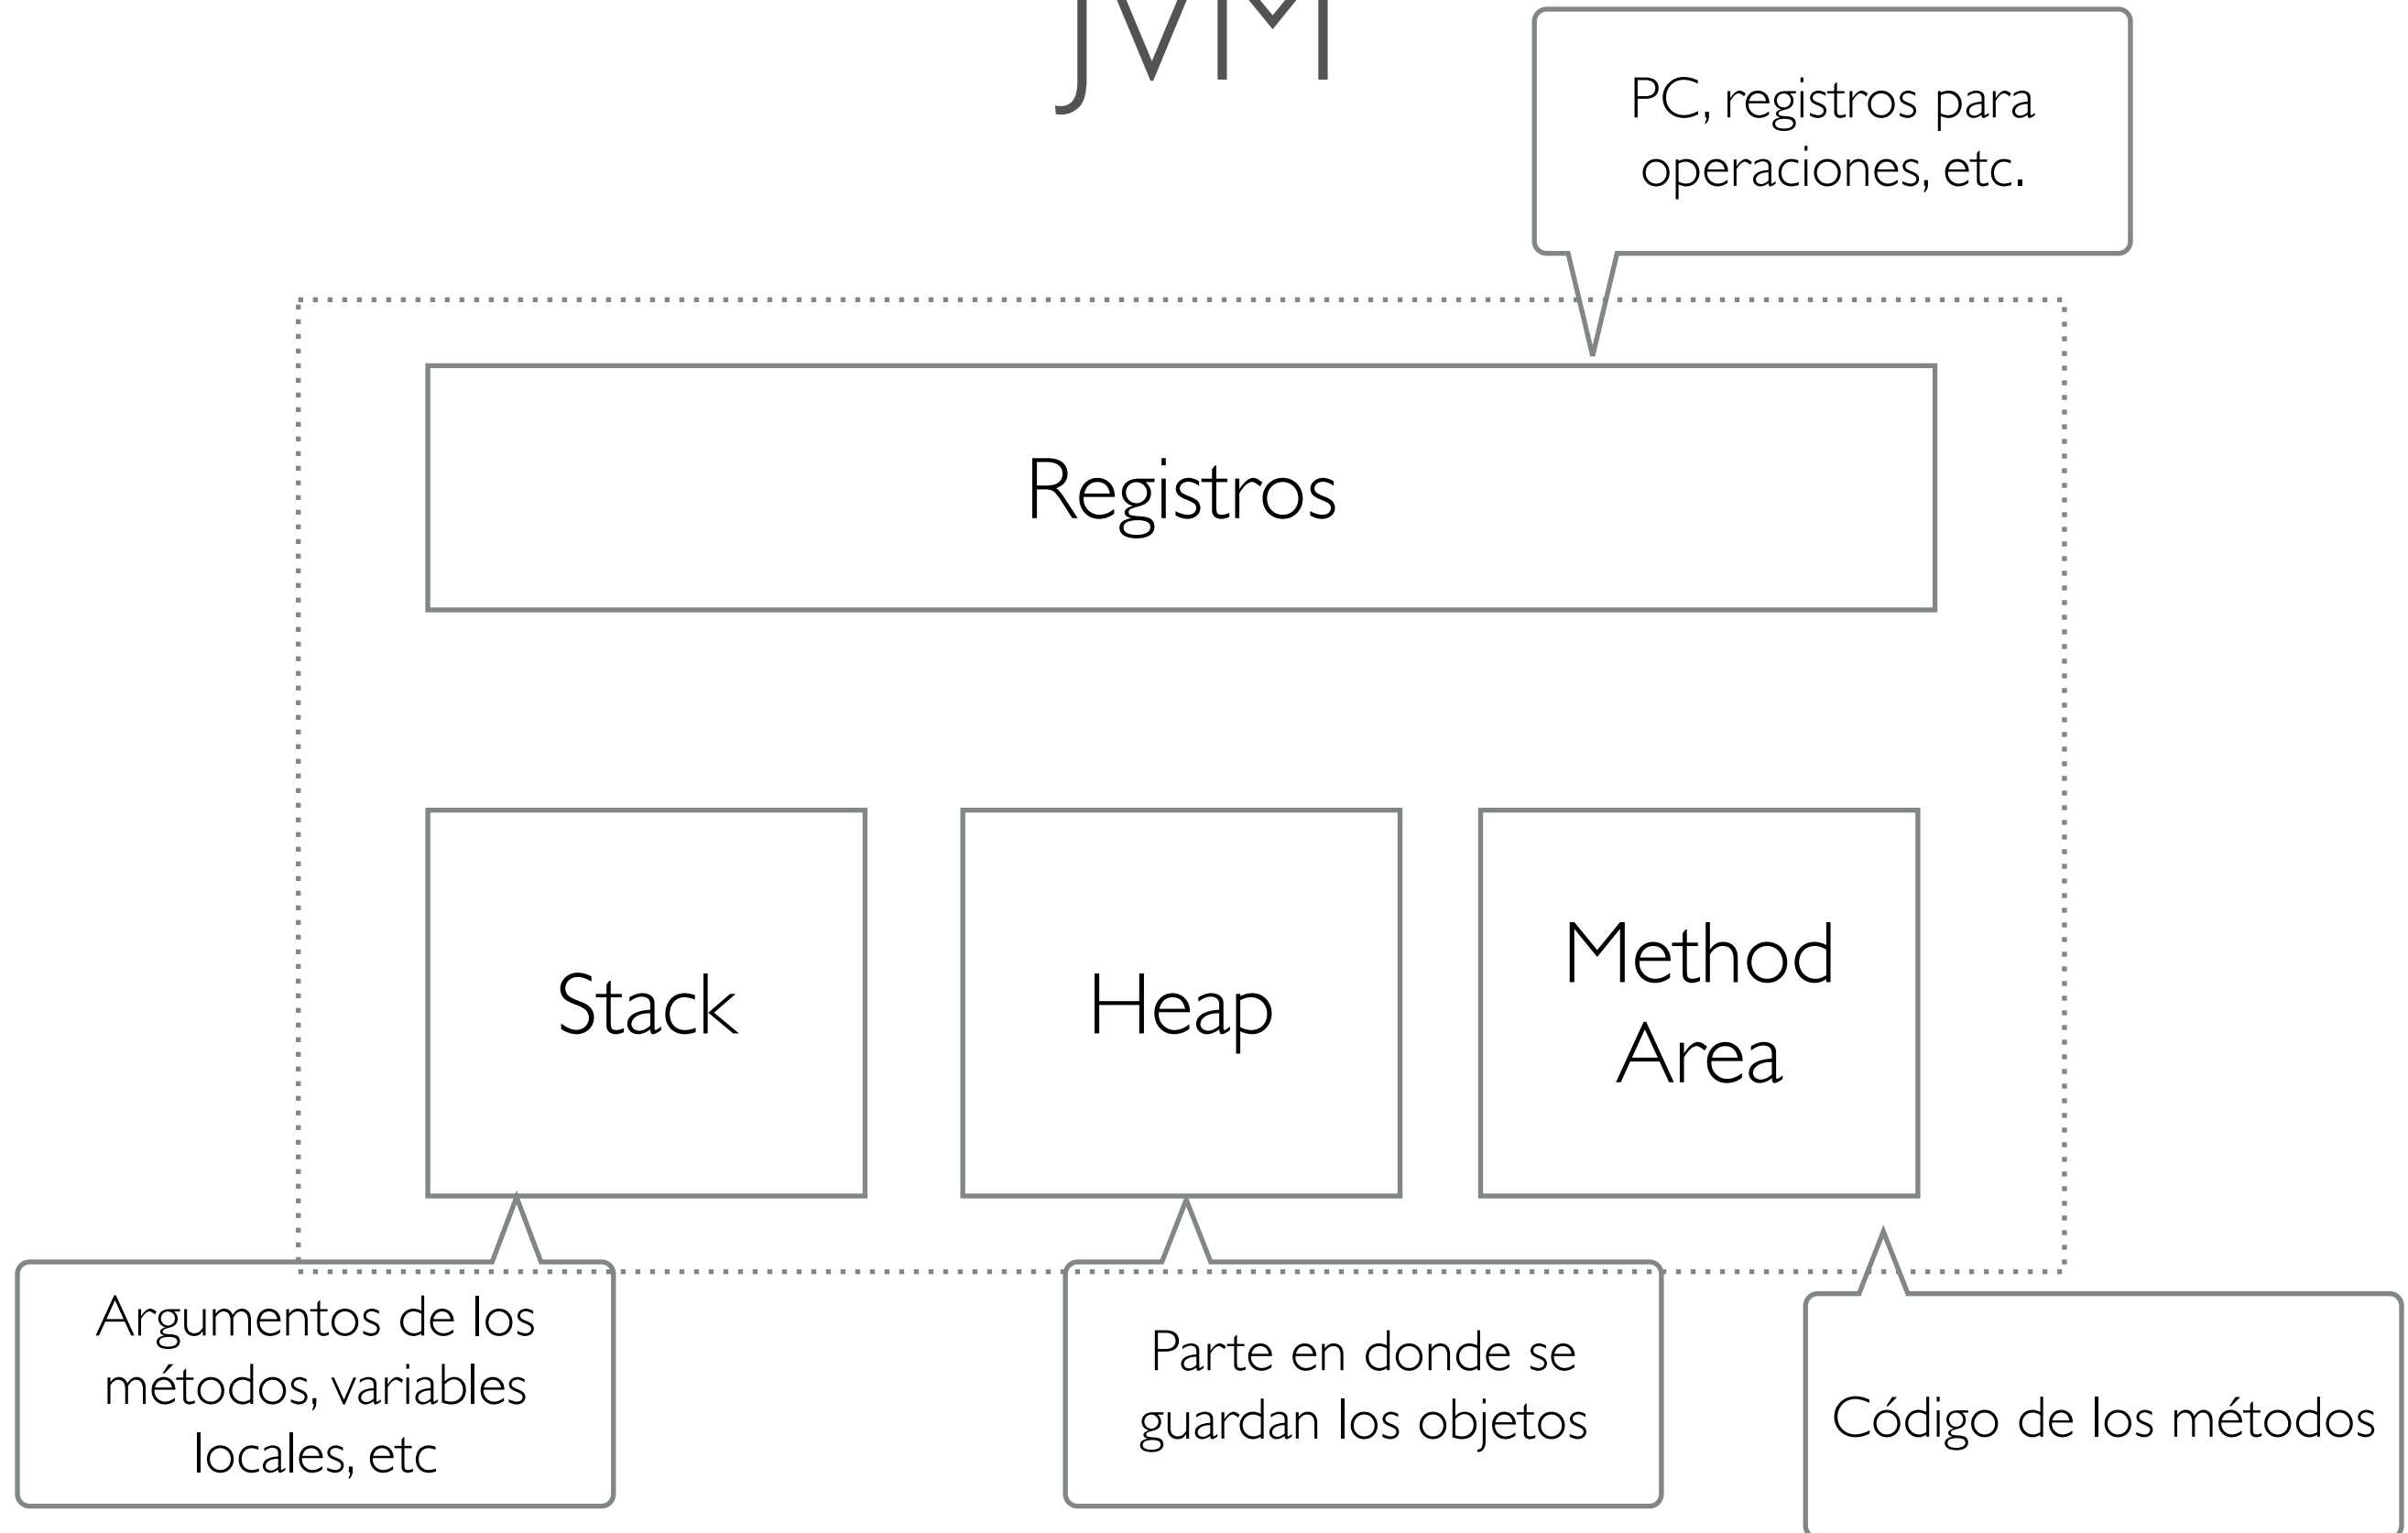 JVM
PC, registros para
operaciones, etc.
Registros
Stack
Heap
Method
Area
Argumentos de los
métodos, variables
locales, etc
Parte en donde se
guardan los objetos
Código de los métodos